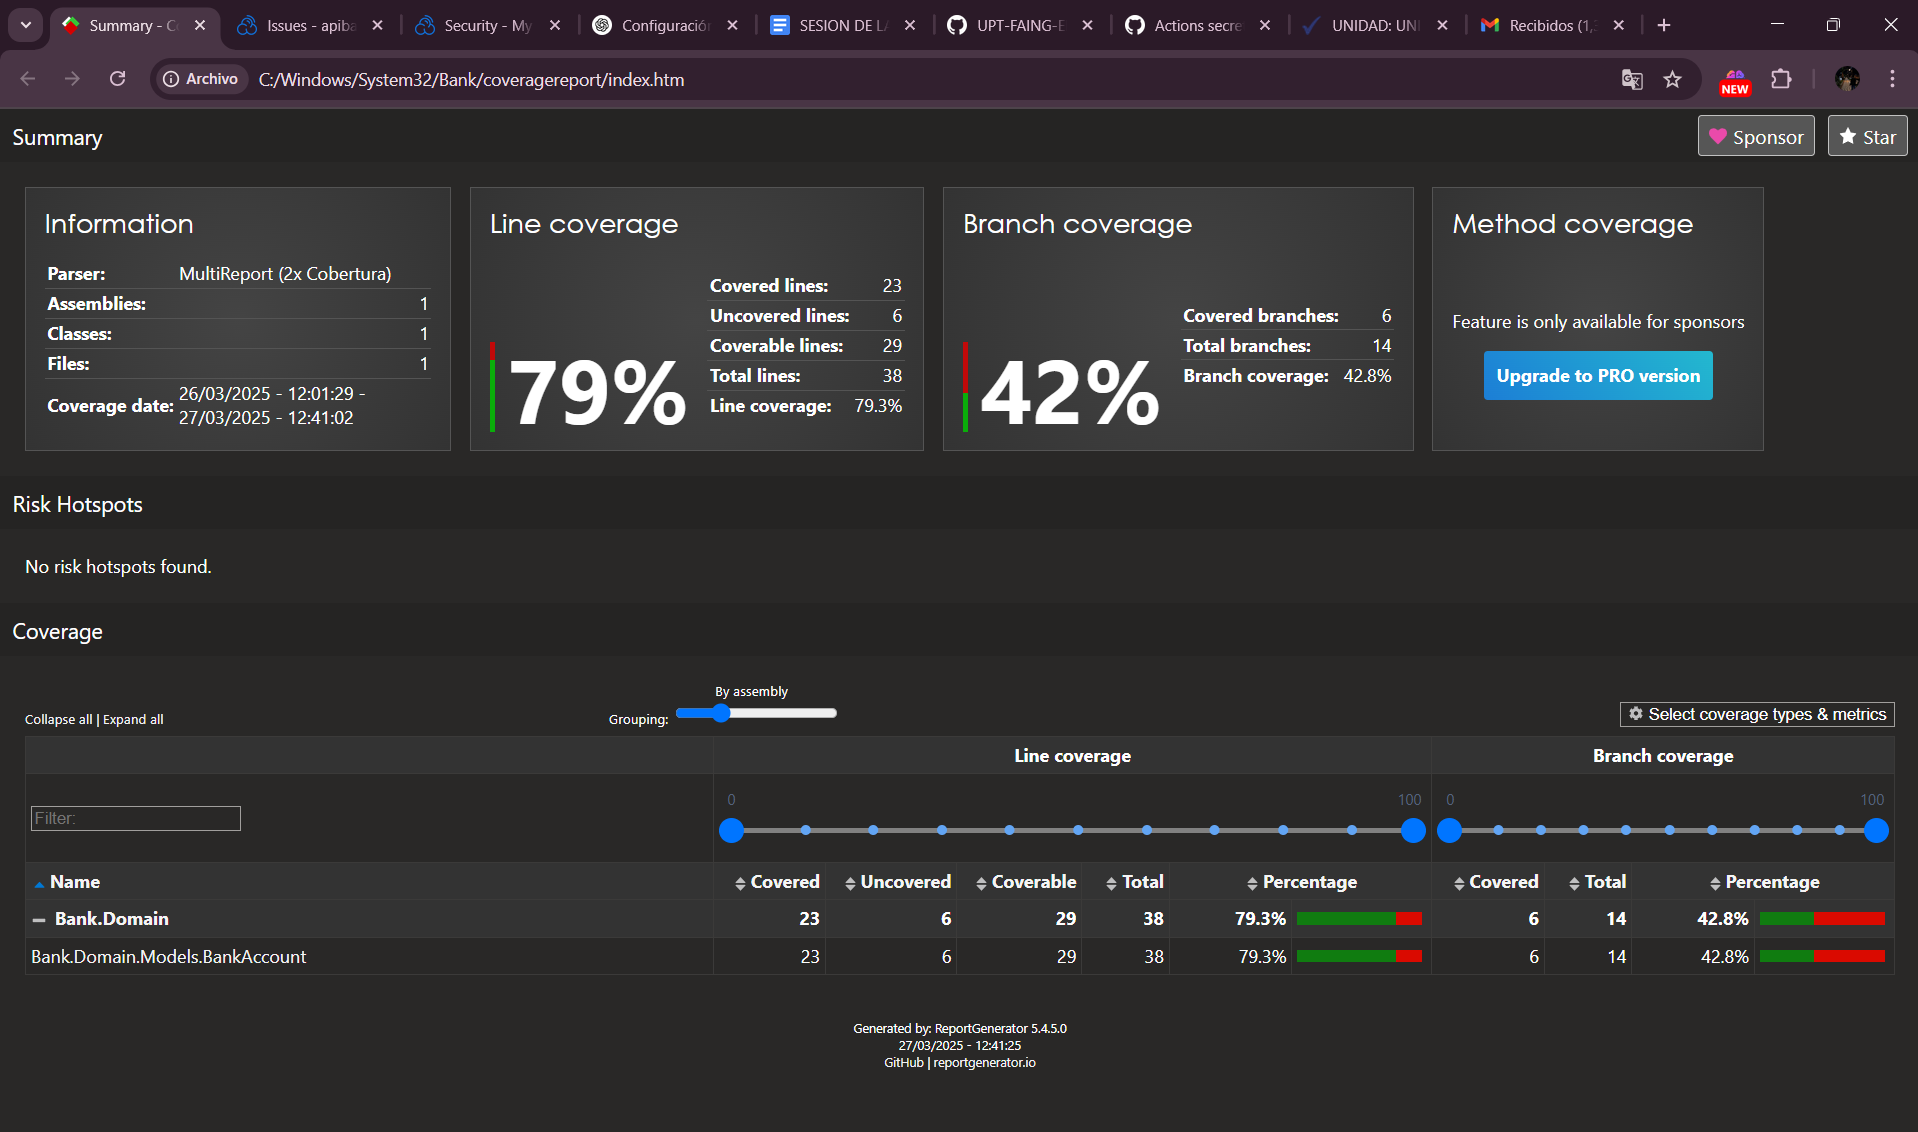 Summary - C
Issues - apiba
Security - My
Configuració
SESION DE LA
UPT-FAING-E
Actions secre
UNIDAD: UNI
Recibidos (1,
Archivo
C:/Windows/System32/Bank/coveragereport/index.htm
NEW
Summary
Sponsor
Star
Information
Parser: MultiReport (2x Cobertura)
Assemblies: 1
Classes: 1
Files: 1
Coverage date: 26/03/2025 - 12:01:29 -
27/03/2025 - 12:41:02
Line coverage
79%
Covered lines: 23
Uncovered lines: 6
Coverable lines: 29
Total lines: 38
Line coverage: 79.3%
Branch coverage
42%
Covered branches: 6
Total branches: 14
Branch coverage: 42.8%
Method coverage
Feature is only available for sponsors
Upgrade to PRO version
Risk Hotspots
No risk hotspots found.
Coverage
Collapse all | Expand all
Grouping:
By assembly
Select coverage types & metrics
Line coverage Branch coverage
Filter:
0 100 0 100
Name Covered Uncovered Coverable Total Percentage Covered Total Percentage
Bank.Domain 23 6 29 38 79.3% 6 14 42.8%
Bank.Domain.Models.BankAccount 23 6 29 38 79.3% 6 14 42.8%
Generated by: ReportGenerator 5.4.5.0
27/03/2025 - 12:41:25
GitHub | reportgenerator.io